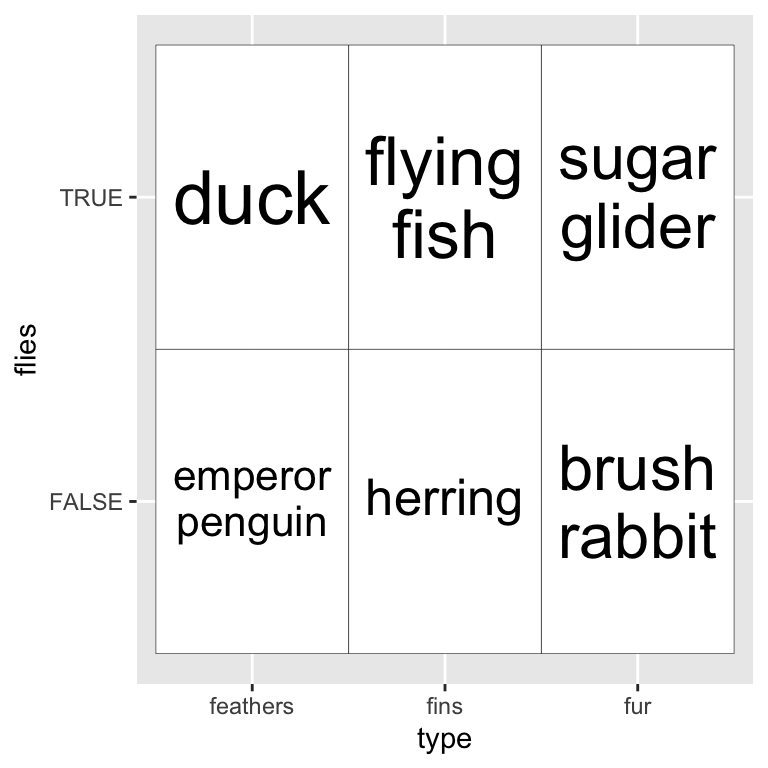 duck
flying
fish
sugar
glider
TRUE
emperor
penguin
herring
brush
rabbit
FALSE
flies
feathers
fins
fur
type